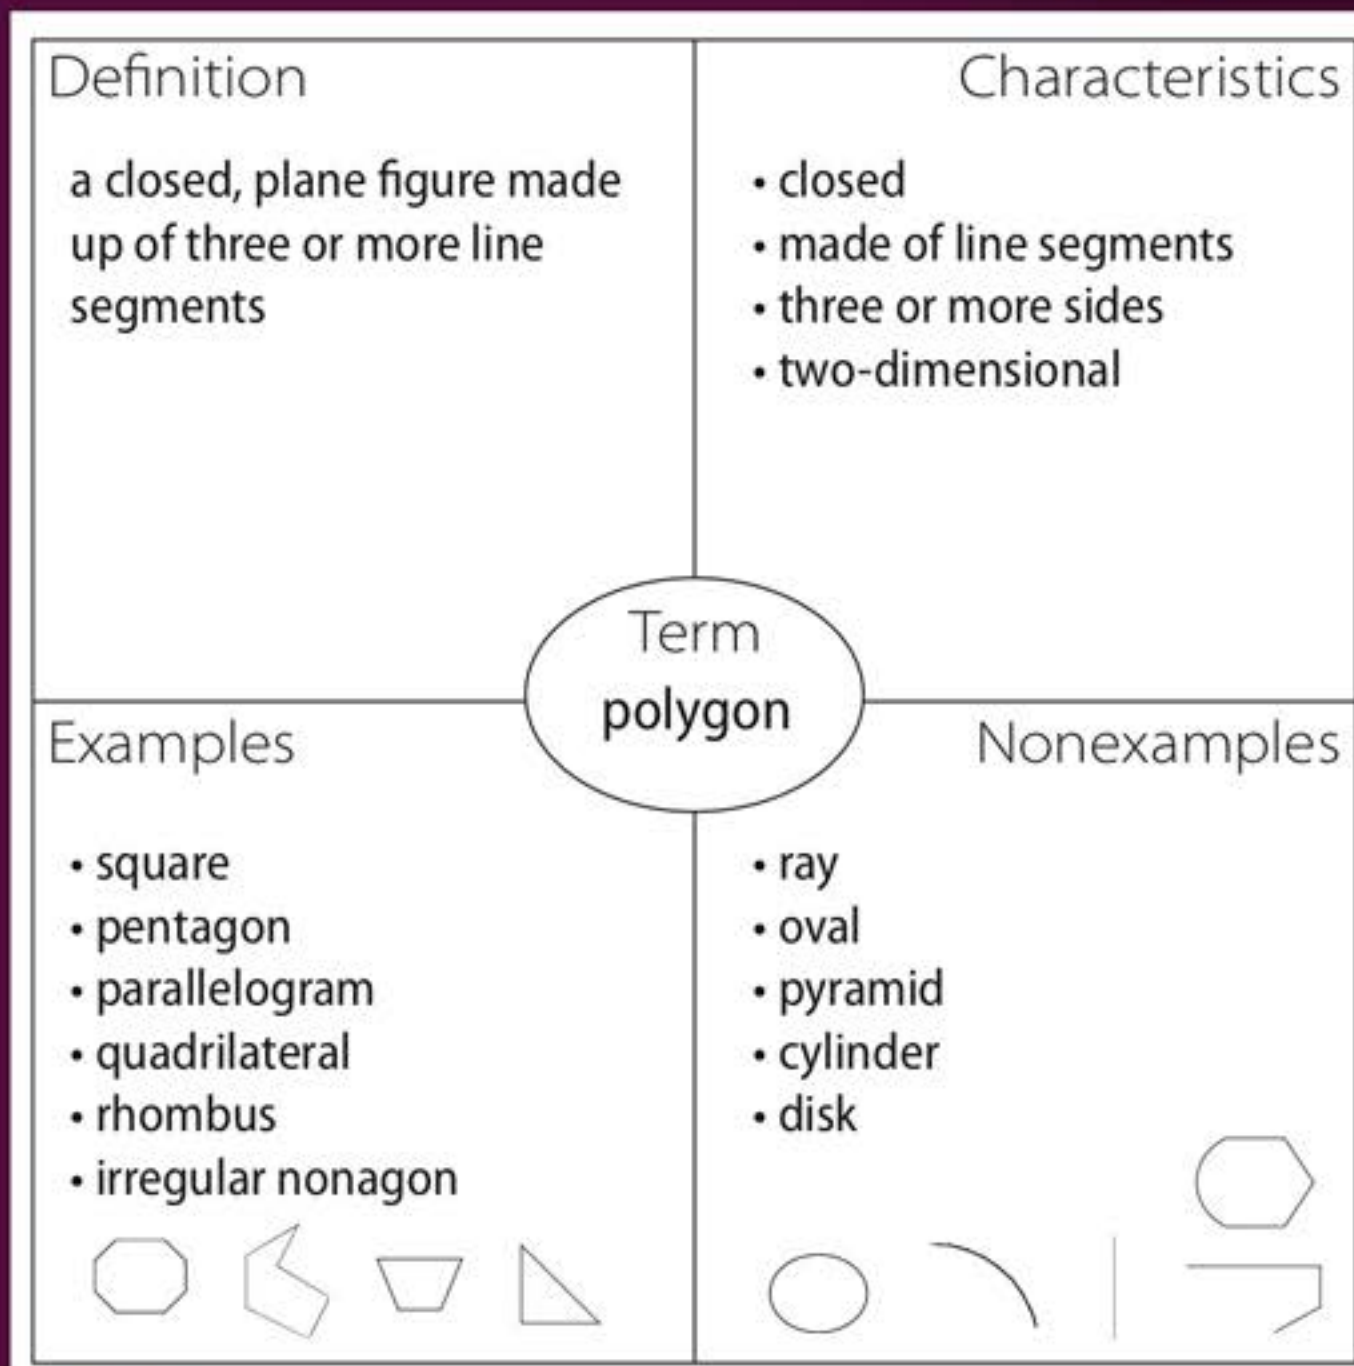 Definition
a closed, plane figure made
up of three or more line
segments
Characteristics
• closed
• made of line segments
• three or more sides
• two-dimensional
Term
polygon
Examples
• square
• pentagon
• parallelogram
• quadrilateral
• rhombus
• irregular nonagon
Nonexamples
• ray
• oval
• pyramid
• cylinder
• disk